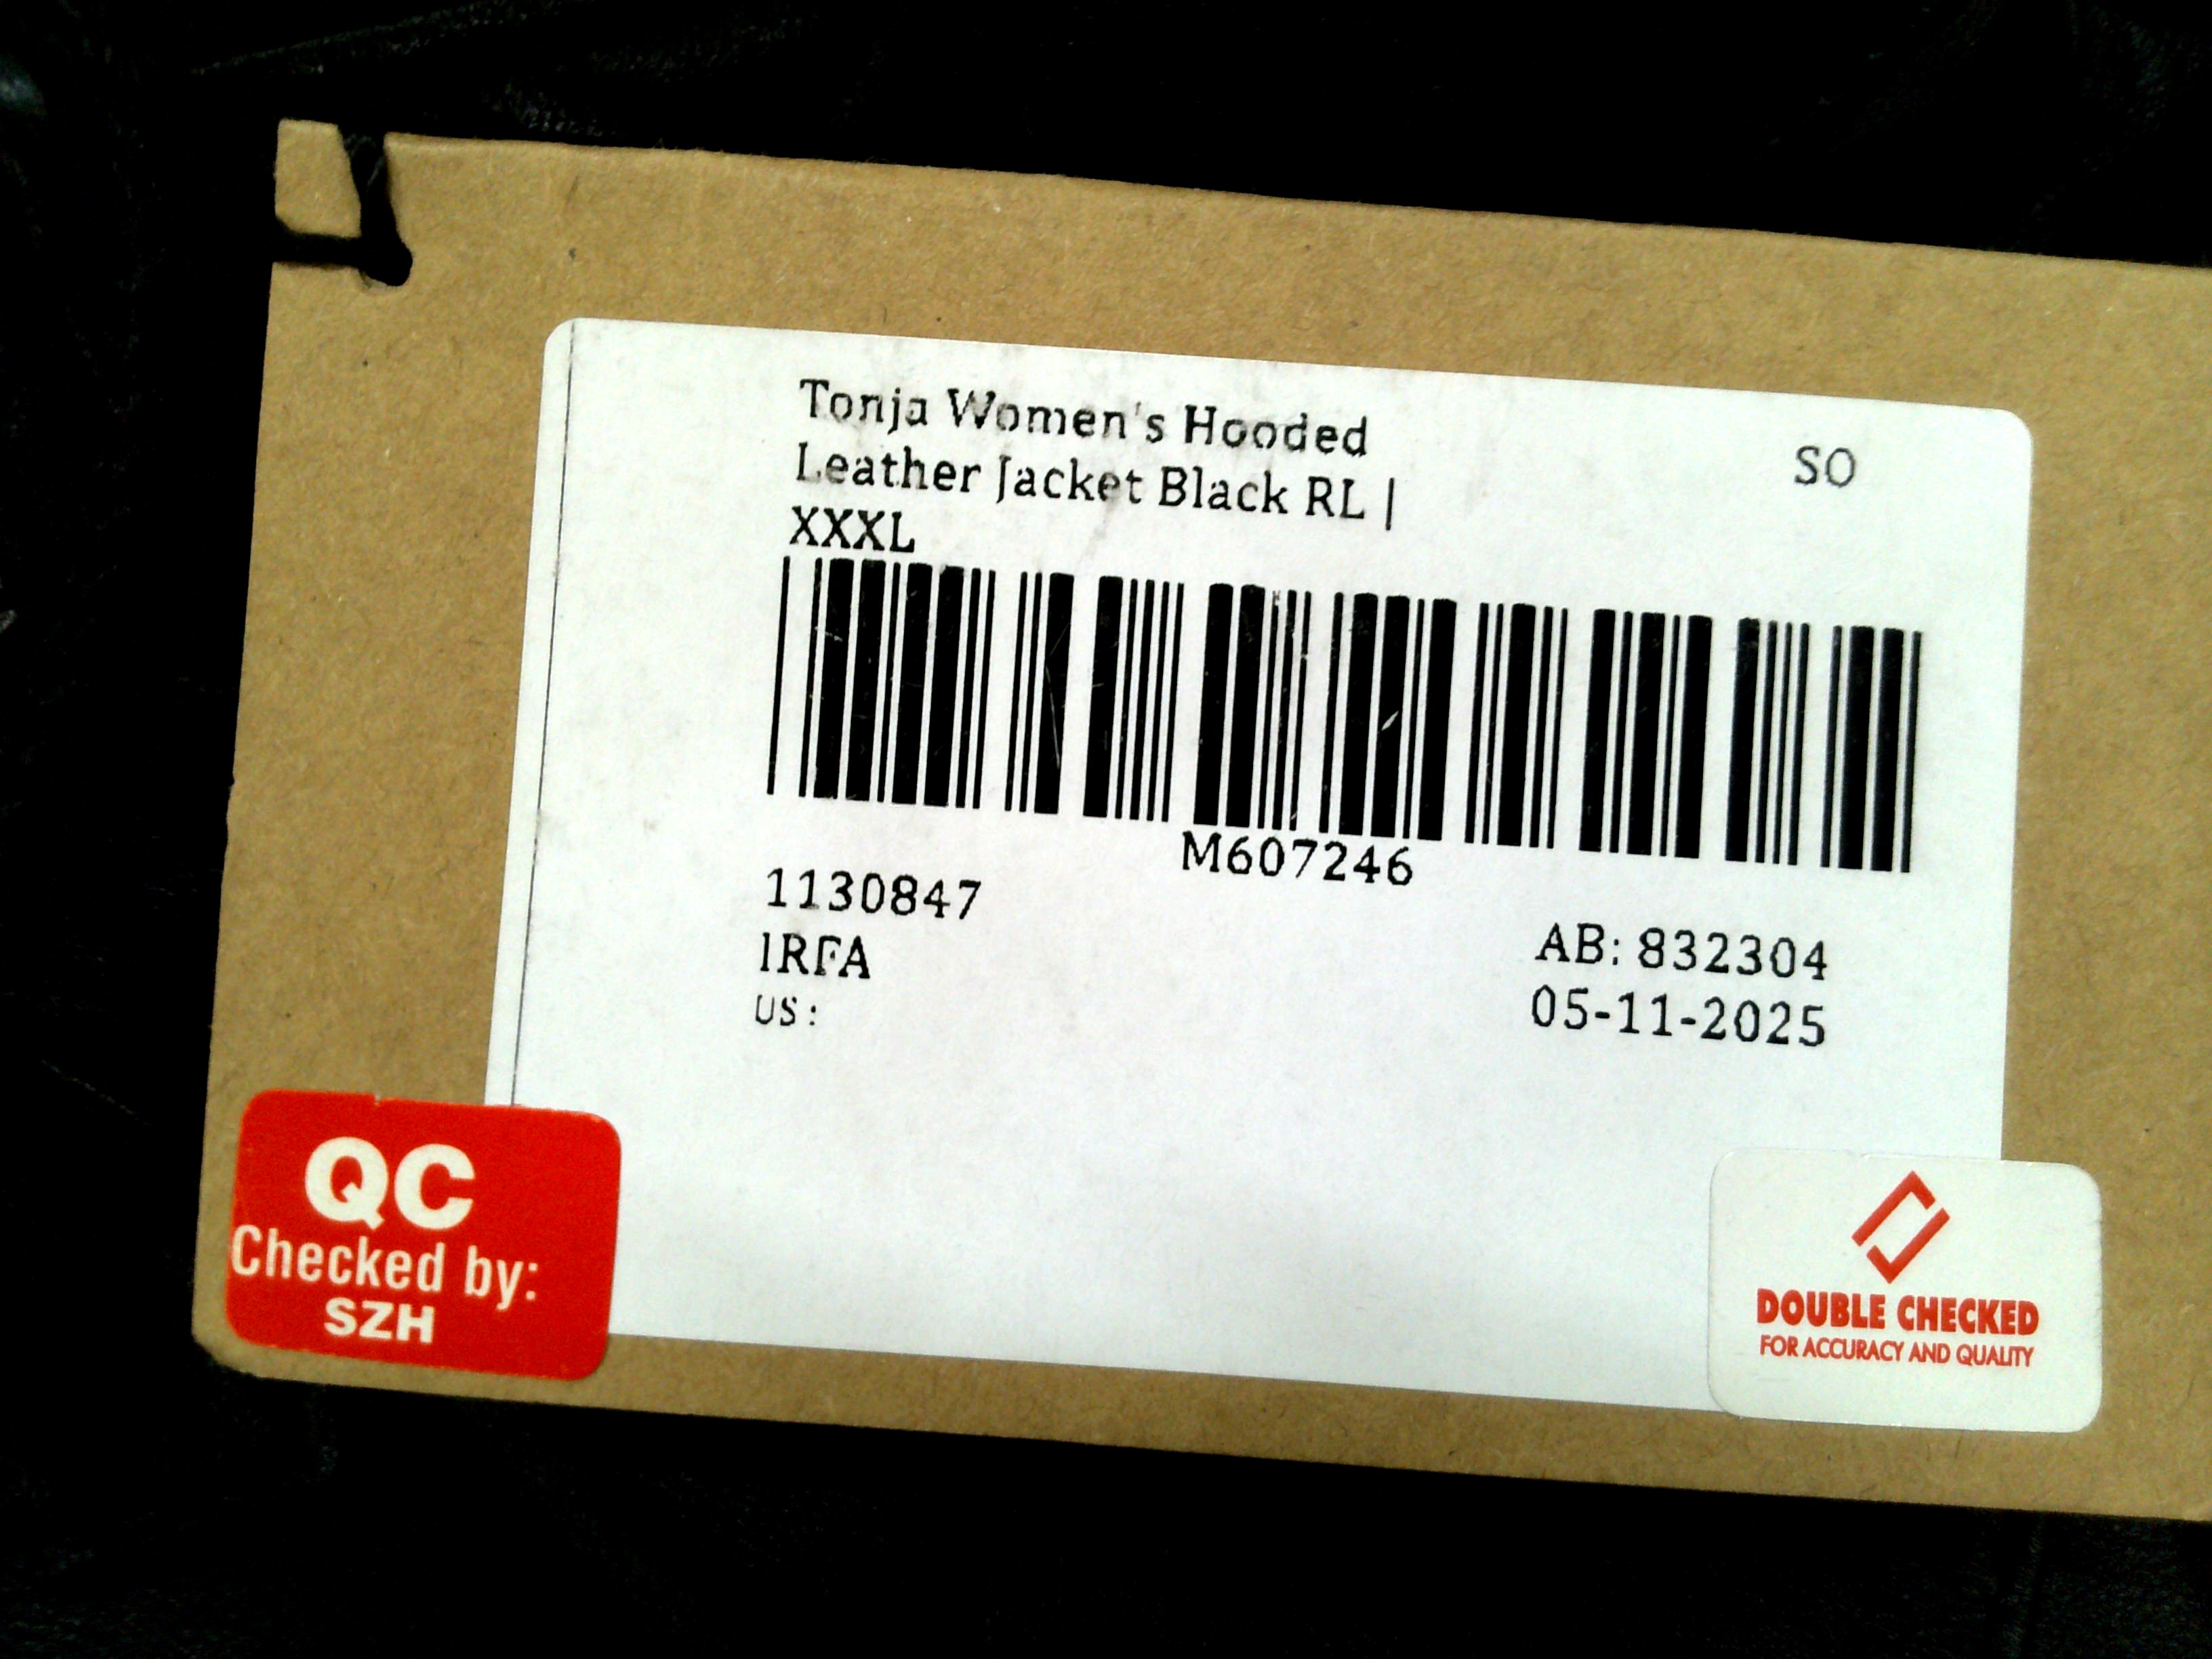 Tonja Women's Hooded
Leather Jacket Black RL |
XXXL
SO
M607246
1130847
IRFA
US:
AB: 832304
05-11-2025
QC
Checked by:
SZH
DOUBLE CHECKED
FOR ACCURACY AND QUALITY